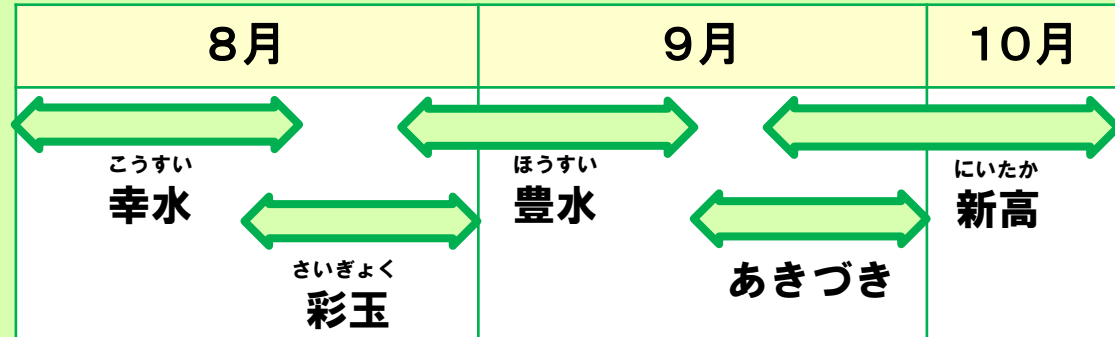 ８月 ９月 １０月
こうすい
幸水
ほうすい
豊水
にいたか
新高
さいぎょく
彩玉
あきづき